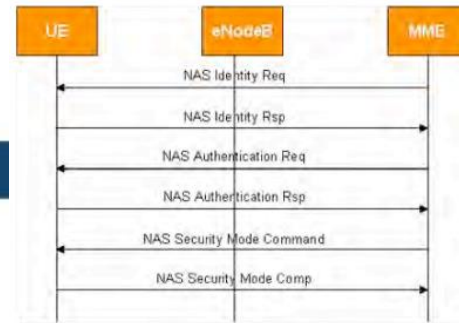 UE eNodeB MME
NAS Identity Req
NAS Identity Rsp
NAS Authentication Req
NAS Authentication Rsp
NAS Security Mode Command
NAS Security Mode Comp